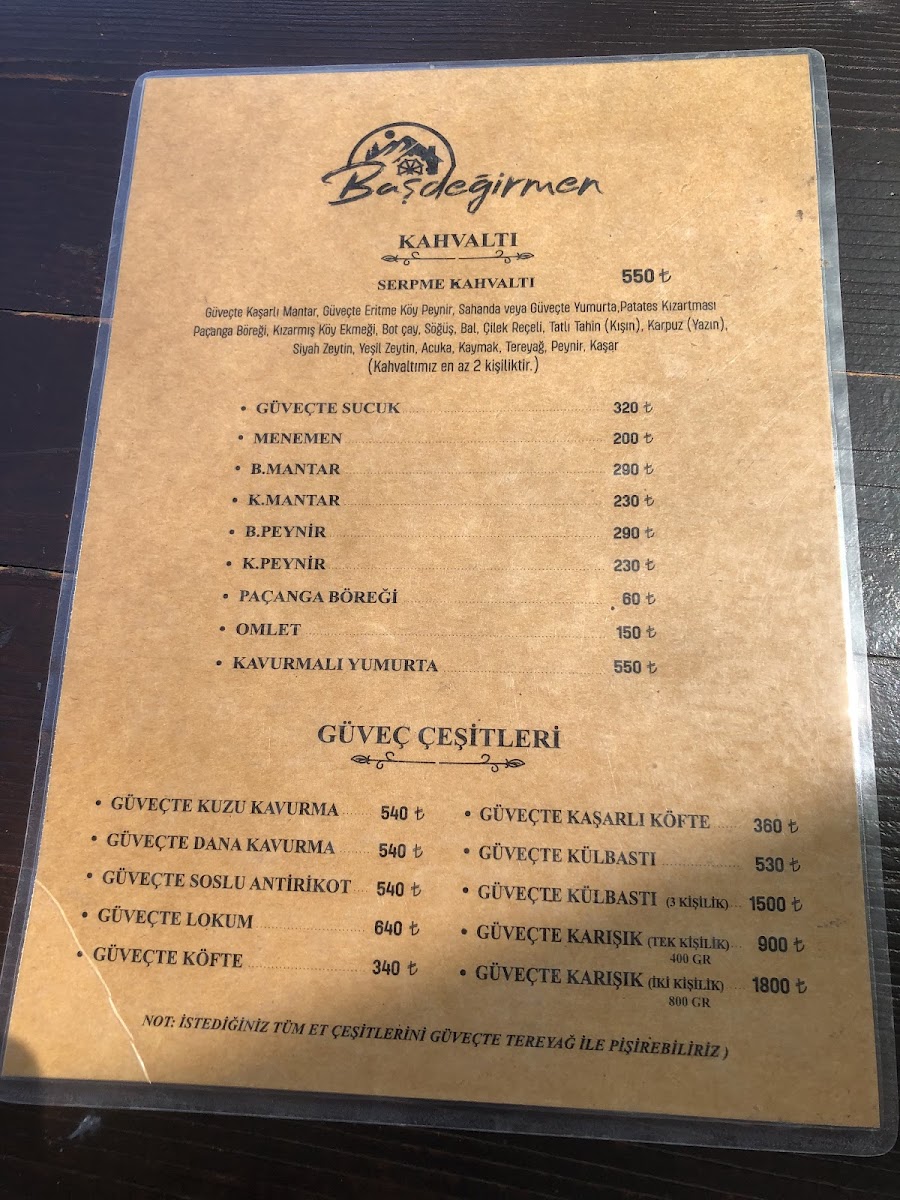 Başdeğirmen
KAHVALTI
SERPME KAHVALTI 550 ₺
Güveçte Kaşarlı Mantar, Güveçte Eritme Köy Peynir, Sahanda veya Güveçte Yumurta,Patates Kızartması
Paçanga Böreği, Kızarmış Köy Ekmeği, Bot çay, Söğüş, Bal, Çilek Reçeli, Tatlı Tahin (Kışın), Karpuz (Yazın),
Siyah Zeytin, Yeşil Zeytin, Acuka, Kaymak, Tereyağ, Peynir, Kaşar
(Kahvaltımız en az 2 kişiliktir.)
• GÜVEÇTE SUCUK 320 ₺
• MENEMEN 200 ₺
• B.MANTAR 290 ₺
• K.MANTAR 230 ₺
• B.PEYNİR 290 ₺
• K.PEYNİR 230 ₺
• PAÇANGA BÖREĞİ 60 ₺
• OMLET 150 ₺
• KAVURMALI YUMURTA 550 ₺
GÜVEÇ ÇEŞİTLERİ
• GÜVEÇTE KUZU KAVURMA 540 ₺
• GÜVEÇTE DANA KAVURMA 540 ₺
• GÜVEÇTE SOSLU ANTİRİKOT 540 ₺
• GÜVEÇTE LOKUM 640 ₺
• GÜVEÇTE KÖFTE 340 ₺
• GÜVEÇTE KAŞARLI KÖFTE 360 ₺
• GÜVEÇTE KÜLBASTI 530 ₺
• GÜVEÇTE KÜLBASTI (3 KİŞİLİK) 1500 ₺
• GÜVEÇTE KARIŞIK (TEK KİŞİLİK) 900 ₺
400 GR
• GÜVEÇTE KARIŞIK (İKİ KİŞİLİK) 1800 ₺
800 GR
NOT: İSTEDİĞİNİZ TÜM ET ÇEŞİTLERİNİ GÜVEÇTE TEREYAĞ İLE PİŞİREBİLİRİZ )